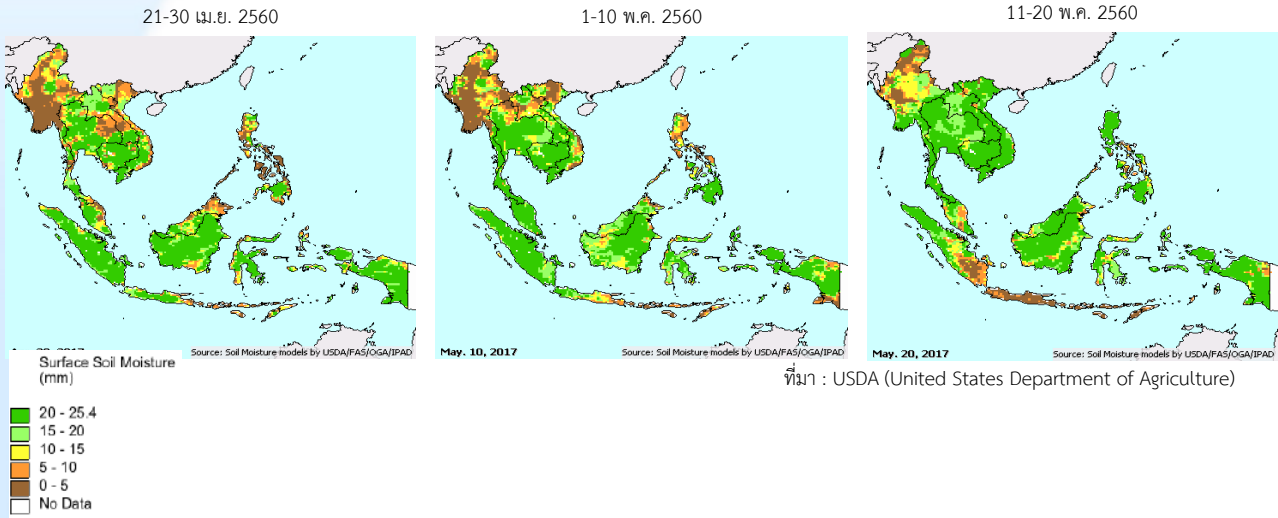 21-30 เม.ย. 2560
1-10 พ.ค. 2560
11-20 พ.ค. 2560
Source: Soil Moisture models by USDA/FAS/OGA/IPAD
May. 10, 2017
Source: Soil Moisture models by USDA/FAS/OGA/IPAD
May. 20, 2017
Source: Soil Moisture models by USDA/FAS/OGA/IPAD
ที่มา : USDA (United States Department of Agriculture)
Surface Soil Moisture
(mm)
20 - 25.4
15 - 20
10 - 15
5 - 10
0 - 5
No Data